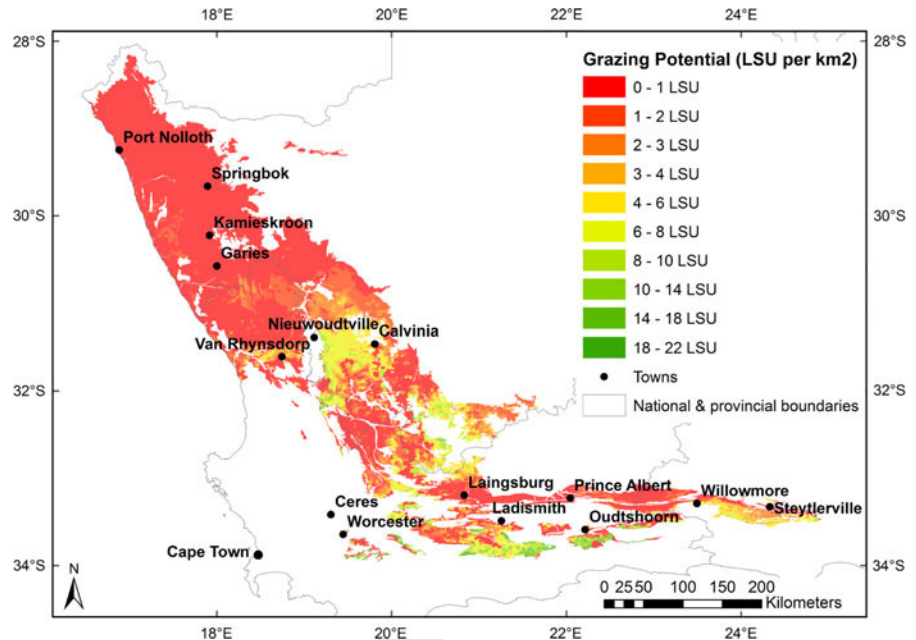 18°E 20°E 22°E 24°E
28°S 28°S
Grazing Potential (LSU per km2)
0 - 1 LSU
1 - 2 LSU
2 - 3 LSU
3 - 4 LSU
4 - 6 LSU
6 - 8 LSU
8 - 10 LSU
10 - 14 LSU
14 - 18 LSU
18 - 22 LSU
Towns
National & provincial boundaries
Port Nolloth
Springbok
30°S 30°S
Kamieskroon
Garies
Nieuwoudtville
Calvinia
Van Rhynsdorp
32°S 32°S
Laingsburg
Prince Albert
Willowmore
Steytlerville
Ceres
Ladismith
Oudtshoorn
Worcester
Cape Town
34°S 34°S
N
0 25 50 100 150 200
Kilometers
18°E 20°E 22°E 24°E